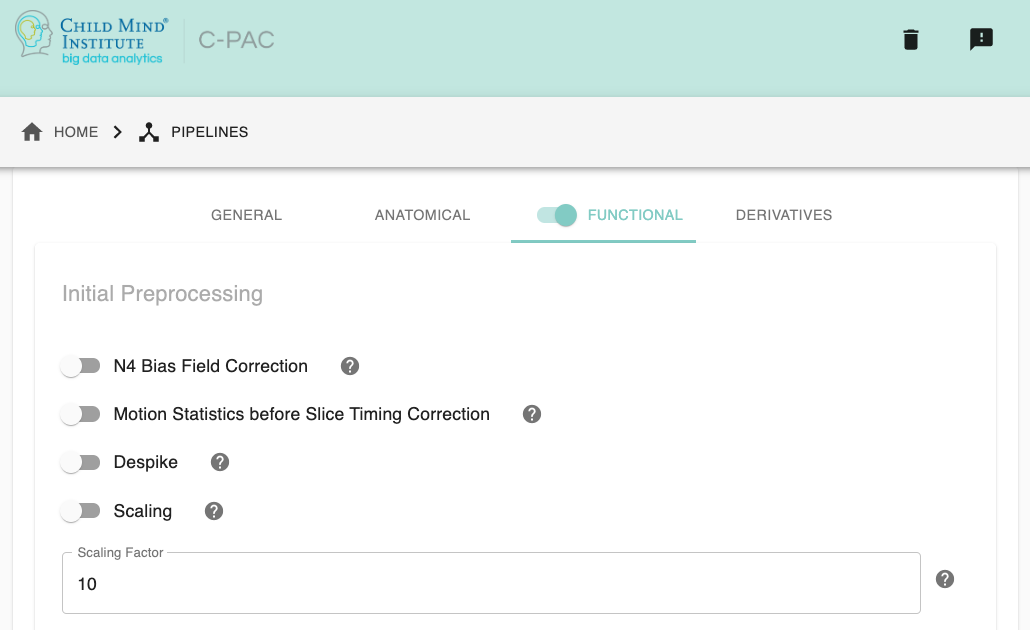 CHILD MIND® INSTITUTE
big data analytics
C-PAC
HOME PIPELINES
GENERAL ANATOMICAL FUNCTIONAL DERIVATIVES
Initial Preprocessing
N4 Bias Field Correction
Motion Statistics before Slice Timing Correction
Despike
Scaling
Scaling Factor
10